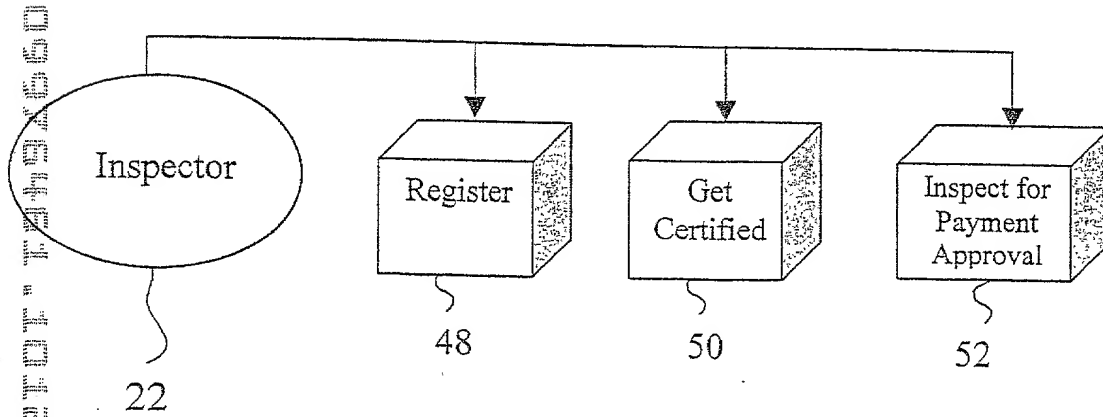 Inspector
Register
Get
Certified
Inspect for
Payment
Approval
22
48
50
52